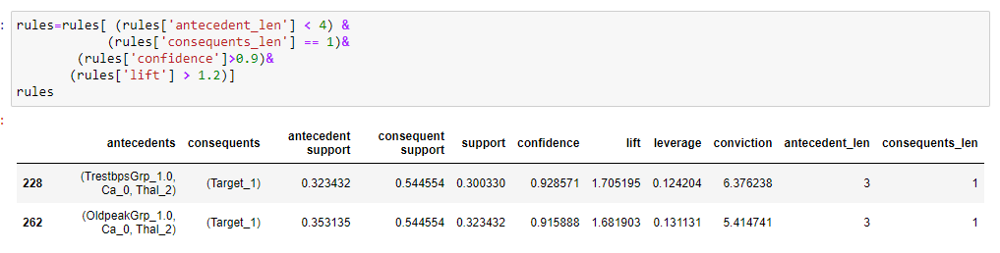 : rules=rules[ (rules['antecedent_len'] < 4) &
(rules['consequents_len'] == 1)&
(rules['confidence']>0.9)&
(rules['lift'] > 1.2)]
rules
:
antecedents consequents antecedent support consequent support support confidence lift leverage conviction antecedent_len consequents_len
228 (TrestbpsGrp_1.0, Ca_0, Thal_2) (Target_1) 0.323432 0.544554 0.300330 0.928571 1.705195 0.124204 6.376238 3 1
262 (OldpeakGrp_1.0, Ca_0, Thal_2) (Target_1) 0.353135 0.544554 0.323432 0.915888 1.681903 0.131131 5.414741 3 1